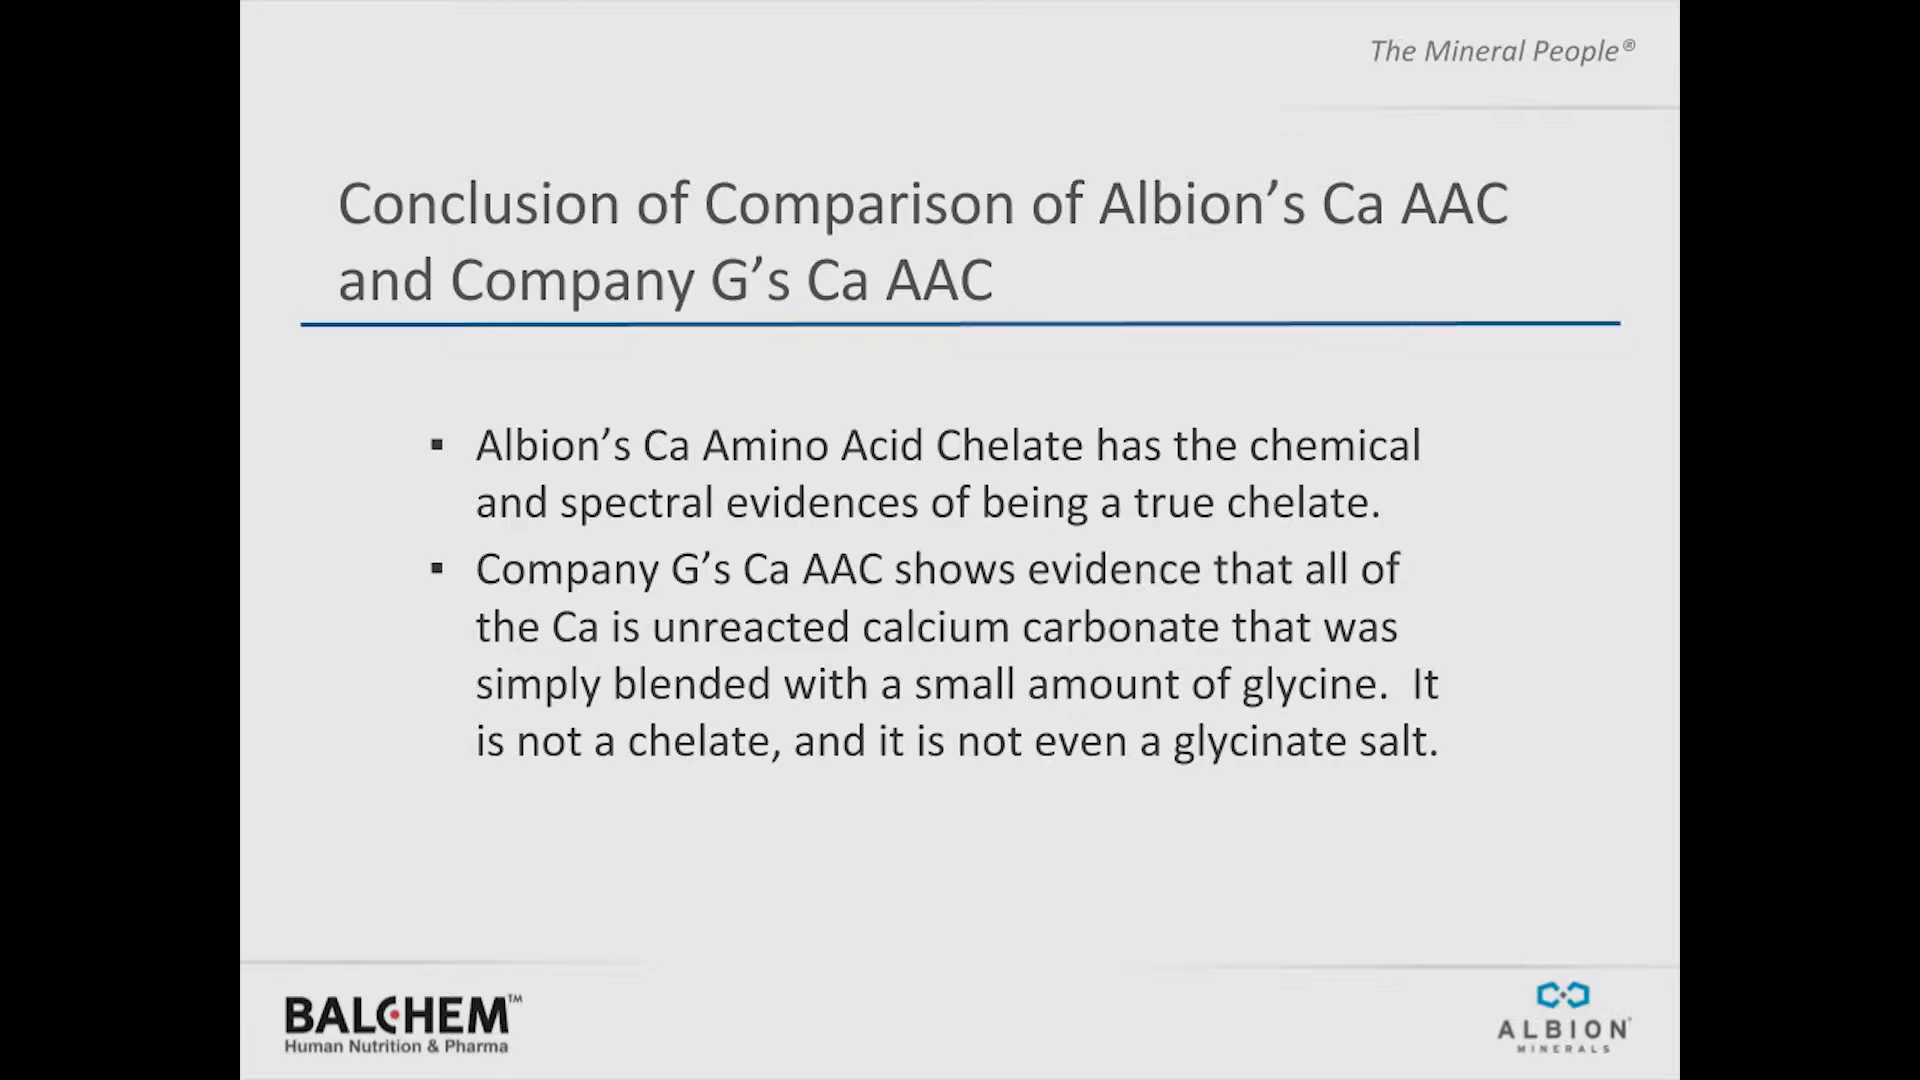 The Mineral People®
Conclusion of Comparison of Albion’s Ca AAC
and Company G’s Ca AAC
▪ Albion’s Ca Amino Acid Chelate has the chemical
and spectral evidences of being a true chelate.
▪ Company G’s Ca AAC shows evidence that all of
the Ca is unreacted calcium carbonate that was
simply blended with a small amount of glycine.  It
is not a chelate, and it is not even a glycinate salt.
BALCHEM™
Human Nutrition & Pharma
ALBION
MINERALS